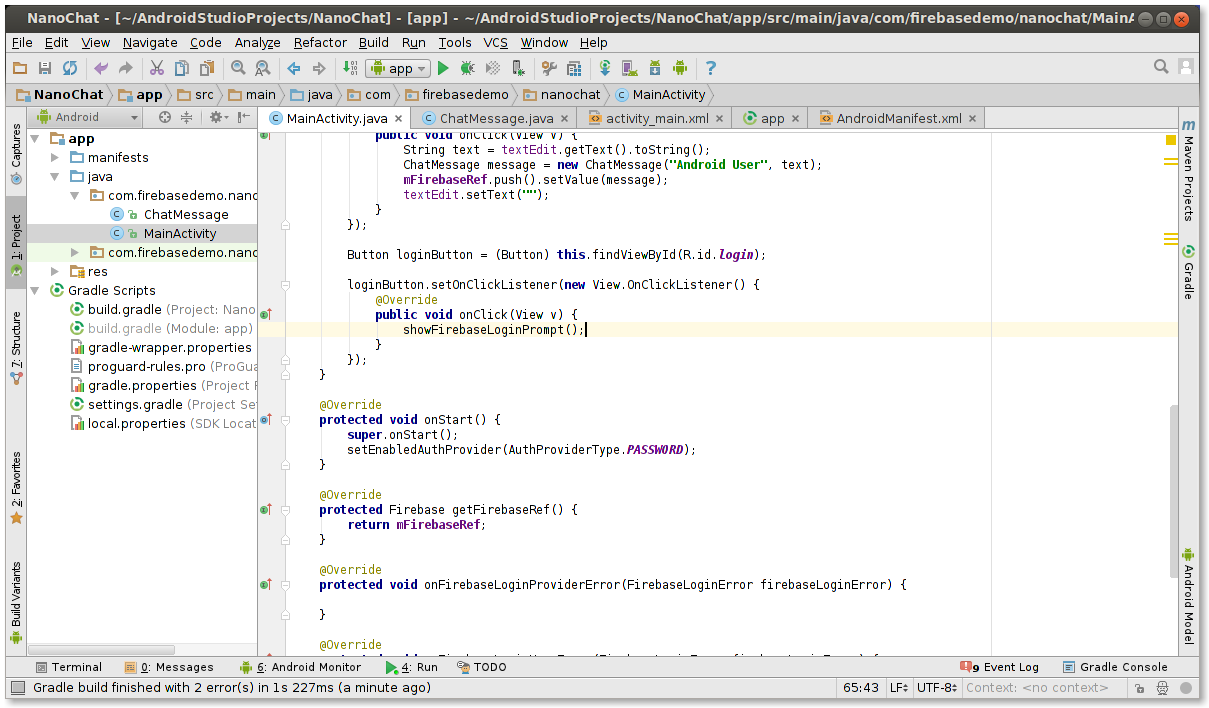 NanoChat - [~/AndroidStudioProjects/NanoChat] - [app] - ~/AndroidStudioProjects/NanoChat/app/src/main/java/com/firebasedemo/nanochat/MainA
File Edit View Navigate Code Analyze Refactor Build Run Tools VCS Window Help
app
NanoChat app src main java com firebasedemo nanochat MainActivity
Android MainActivity.java ChatMessage.java activity_main.xml app AndroidManifest.xml
Captures
1: Project
7: Structure
2: Favorites
Build Variants
app
manifests
java
com.firebasedemo.nano
ChatMessage
MainActivity
com.firebasedemo.nano
res
Gradle Scripts
build.gradle (Project: Nano
build.gradle (Module: app)
gradle-wrapper.properties
proguard-rules.pro (ProGua
gradle.properties (Project P
settings.gradle (Project Set
local.properties (SDK Locat
public void onClick(View v) {
String text = textEdit.getText().toString();
ChatMessage message = new ChatMessage("Android User", text);
mFirebaseRef.push().setValue(message);
textEdit.setText("");
}
});
Button loginButton = (Button) this.findViewById(R.id.login);
loginButton.setOnClickListener(new View.OnClickListener() {
@Override
public void onClick(View v) {
showFirebaseLoginPrompt();
}
});
}
@Override
protected void onStart() {
super.onStart();
setEnabledAuthProvider(AuthProviderType.PASSWORD);
}
@Override
protected Firebase getFirebaseRef() {
return mFirebaseRef;
}
@Override
protected void onFirebaseLoginProviderError(FirebaseLoginError firebaseLoginError) {
}
@Override
Maven Projects
Gradle
Android Model
Terminal 0: Messages 6: Android Monitor 4: Run TODO 9 Event Log Gradle Console
Gradle build finished with 2 error(s) in 1s 227ms (a minute ago) 65:43 LF UTF-8 Context: <no context>